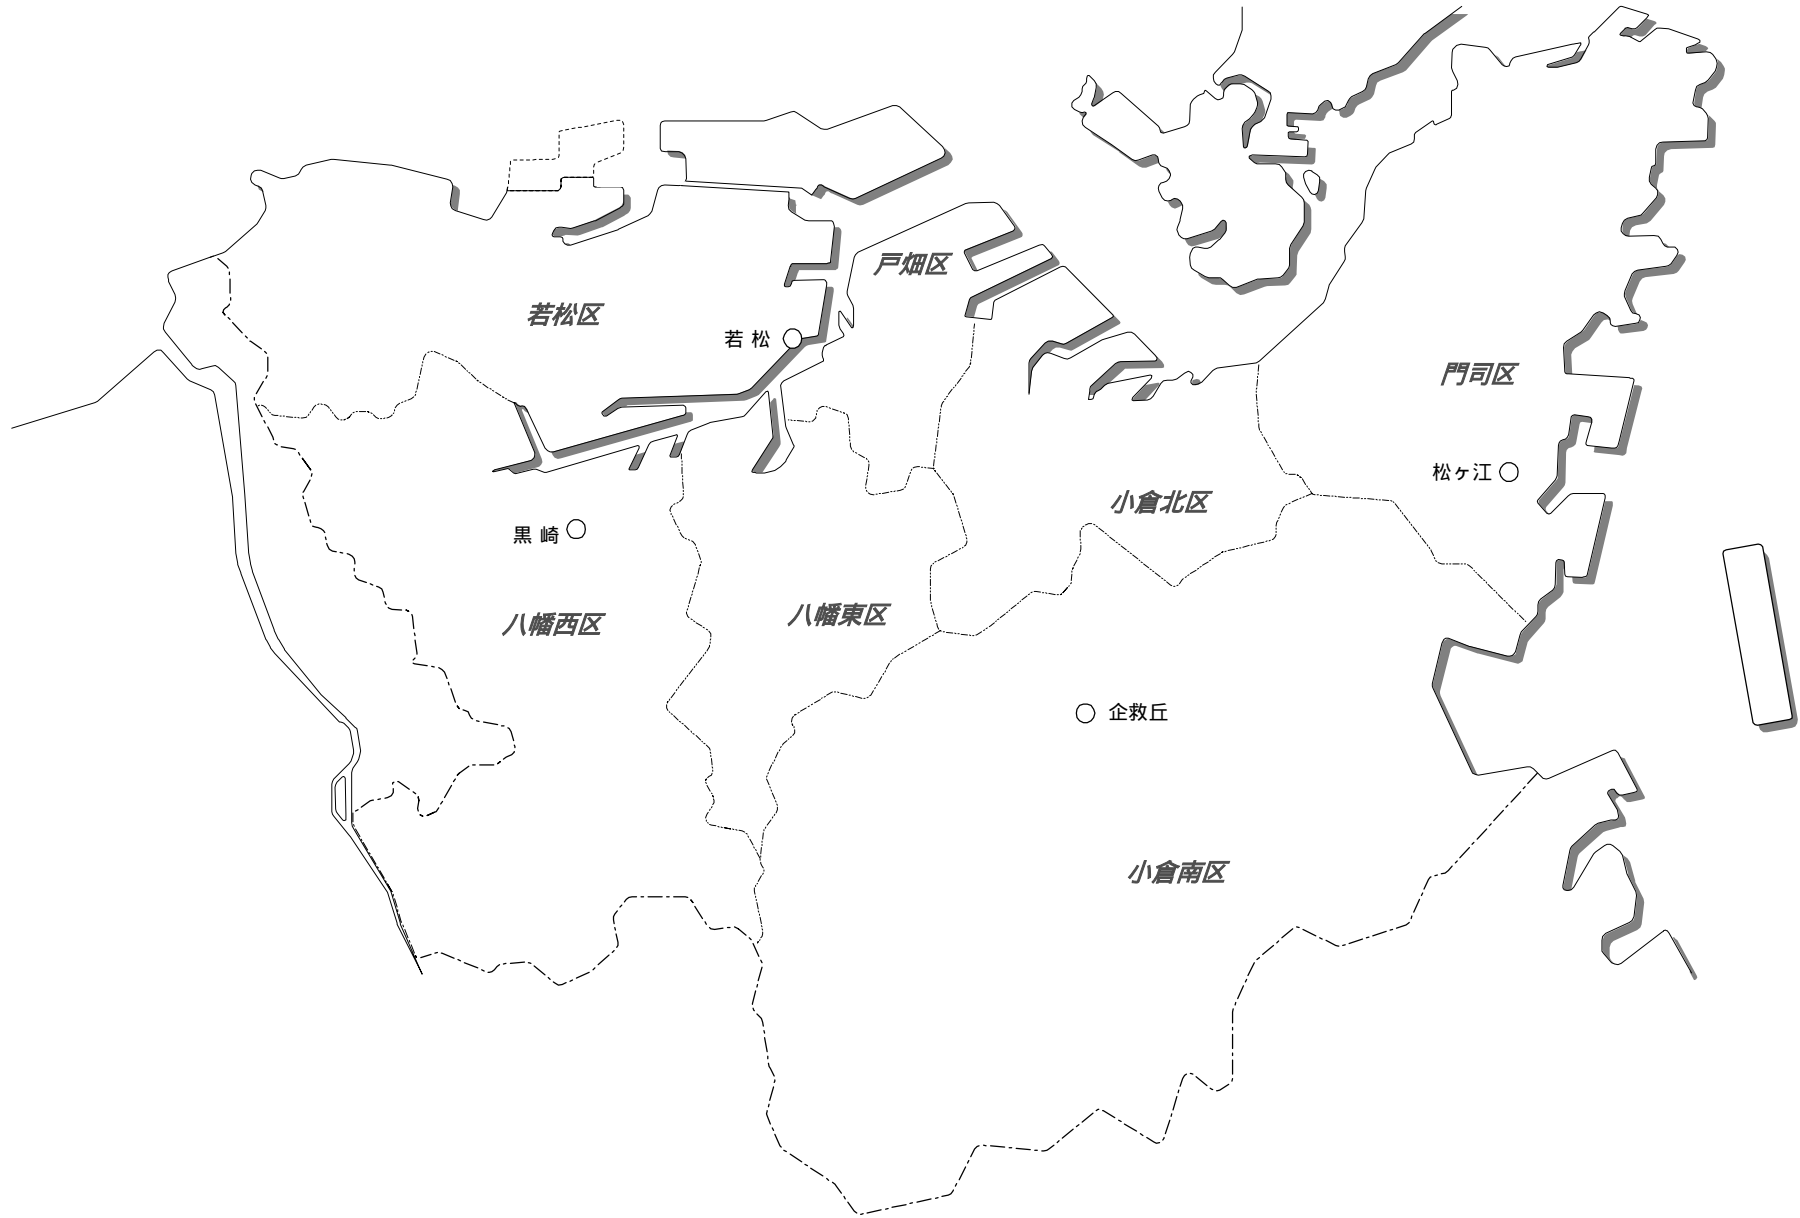 戸畑区
若松区
若松
門司区
松ヶ江
小倉北区
黒崎
八幡西区
八幡東区
企救丘
小倉南区